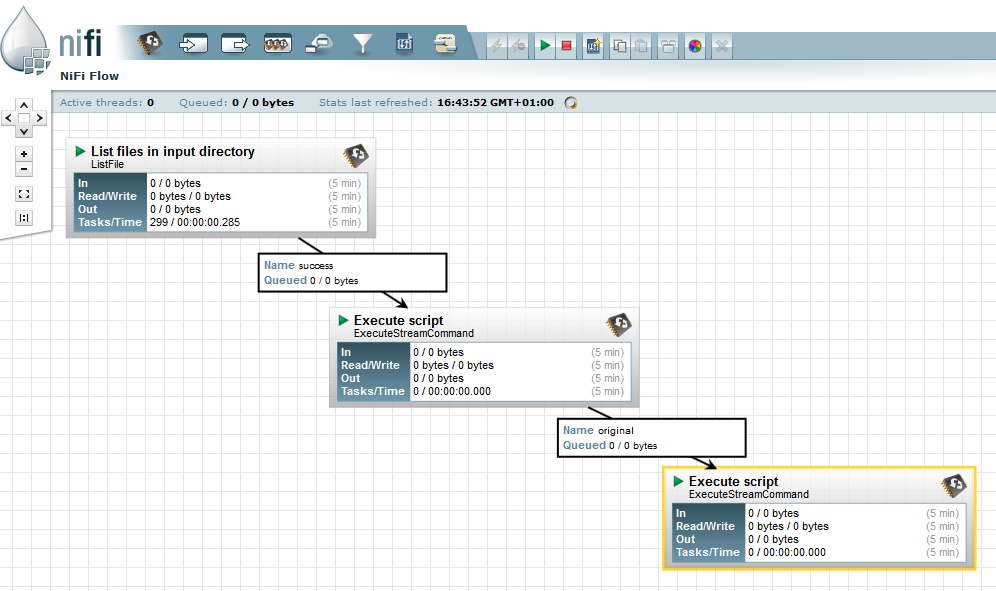 nifi
NiFi Flow
Active threads: 0 Queued: 0 / 0 bytes Stats last refreshed: 16:43:52 GMT+01:00
List files in input directory
ListFile
In 0 / 0 bytes (5 min)
Read/Write 0 bytes / 0 bytes (5 min)
Out 0 / 0 bytes (5 min)
Tasks/Time 299 / 00:00:00.285 (5 min)
Name success
Queued 0 / 0 bytes
Execute script
ExecuteStreamCommand
In 0 / 0 bytes (5 min)
Read/Write 0 bytes / 0 bytes (5 min)
Out 0 / 0 bytes (5 min)
Tasks/Time 0 / 00:00:00.000 (5 min)
Name original
Queued 0 / 0 bytes
Execute script
ExecuteStreamCommand
In 0 / 0 bytes (5 min)
Read/Write 0 bytes / 0 bytes (5 min)
Out 0 / 0 bytes (5 min)
Tasks/Time 0 / 00:00:00.000 (5 min)